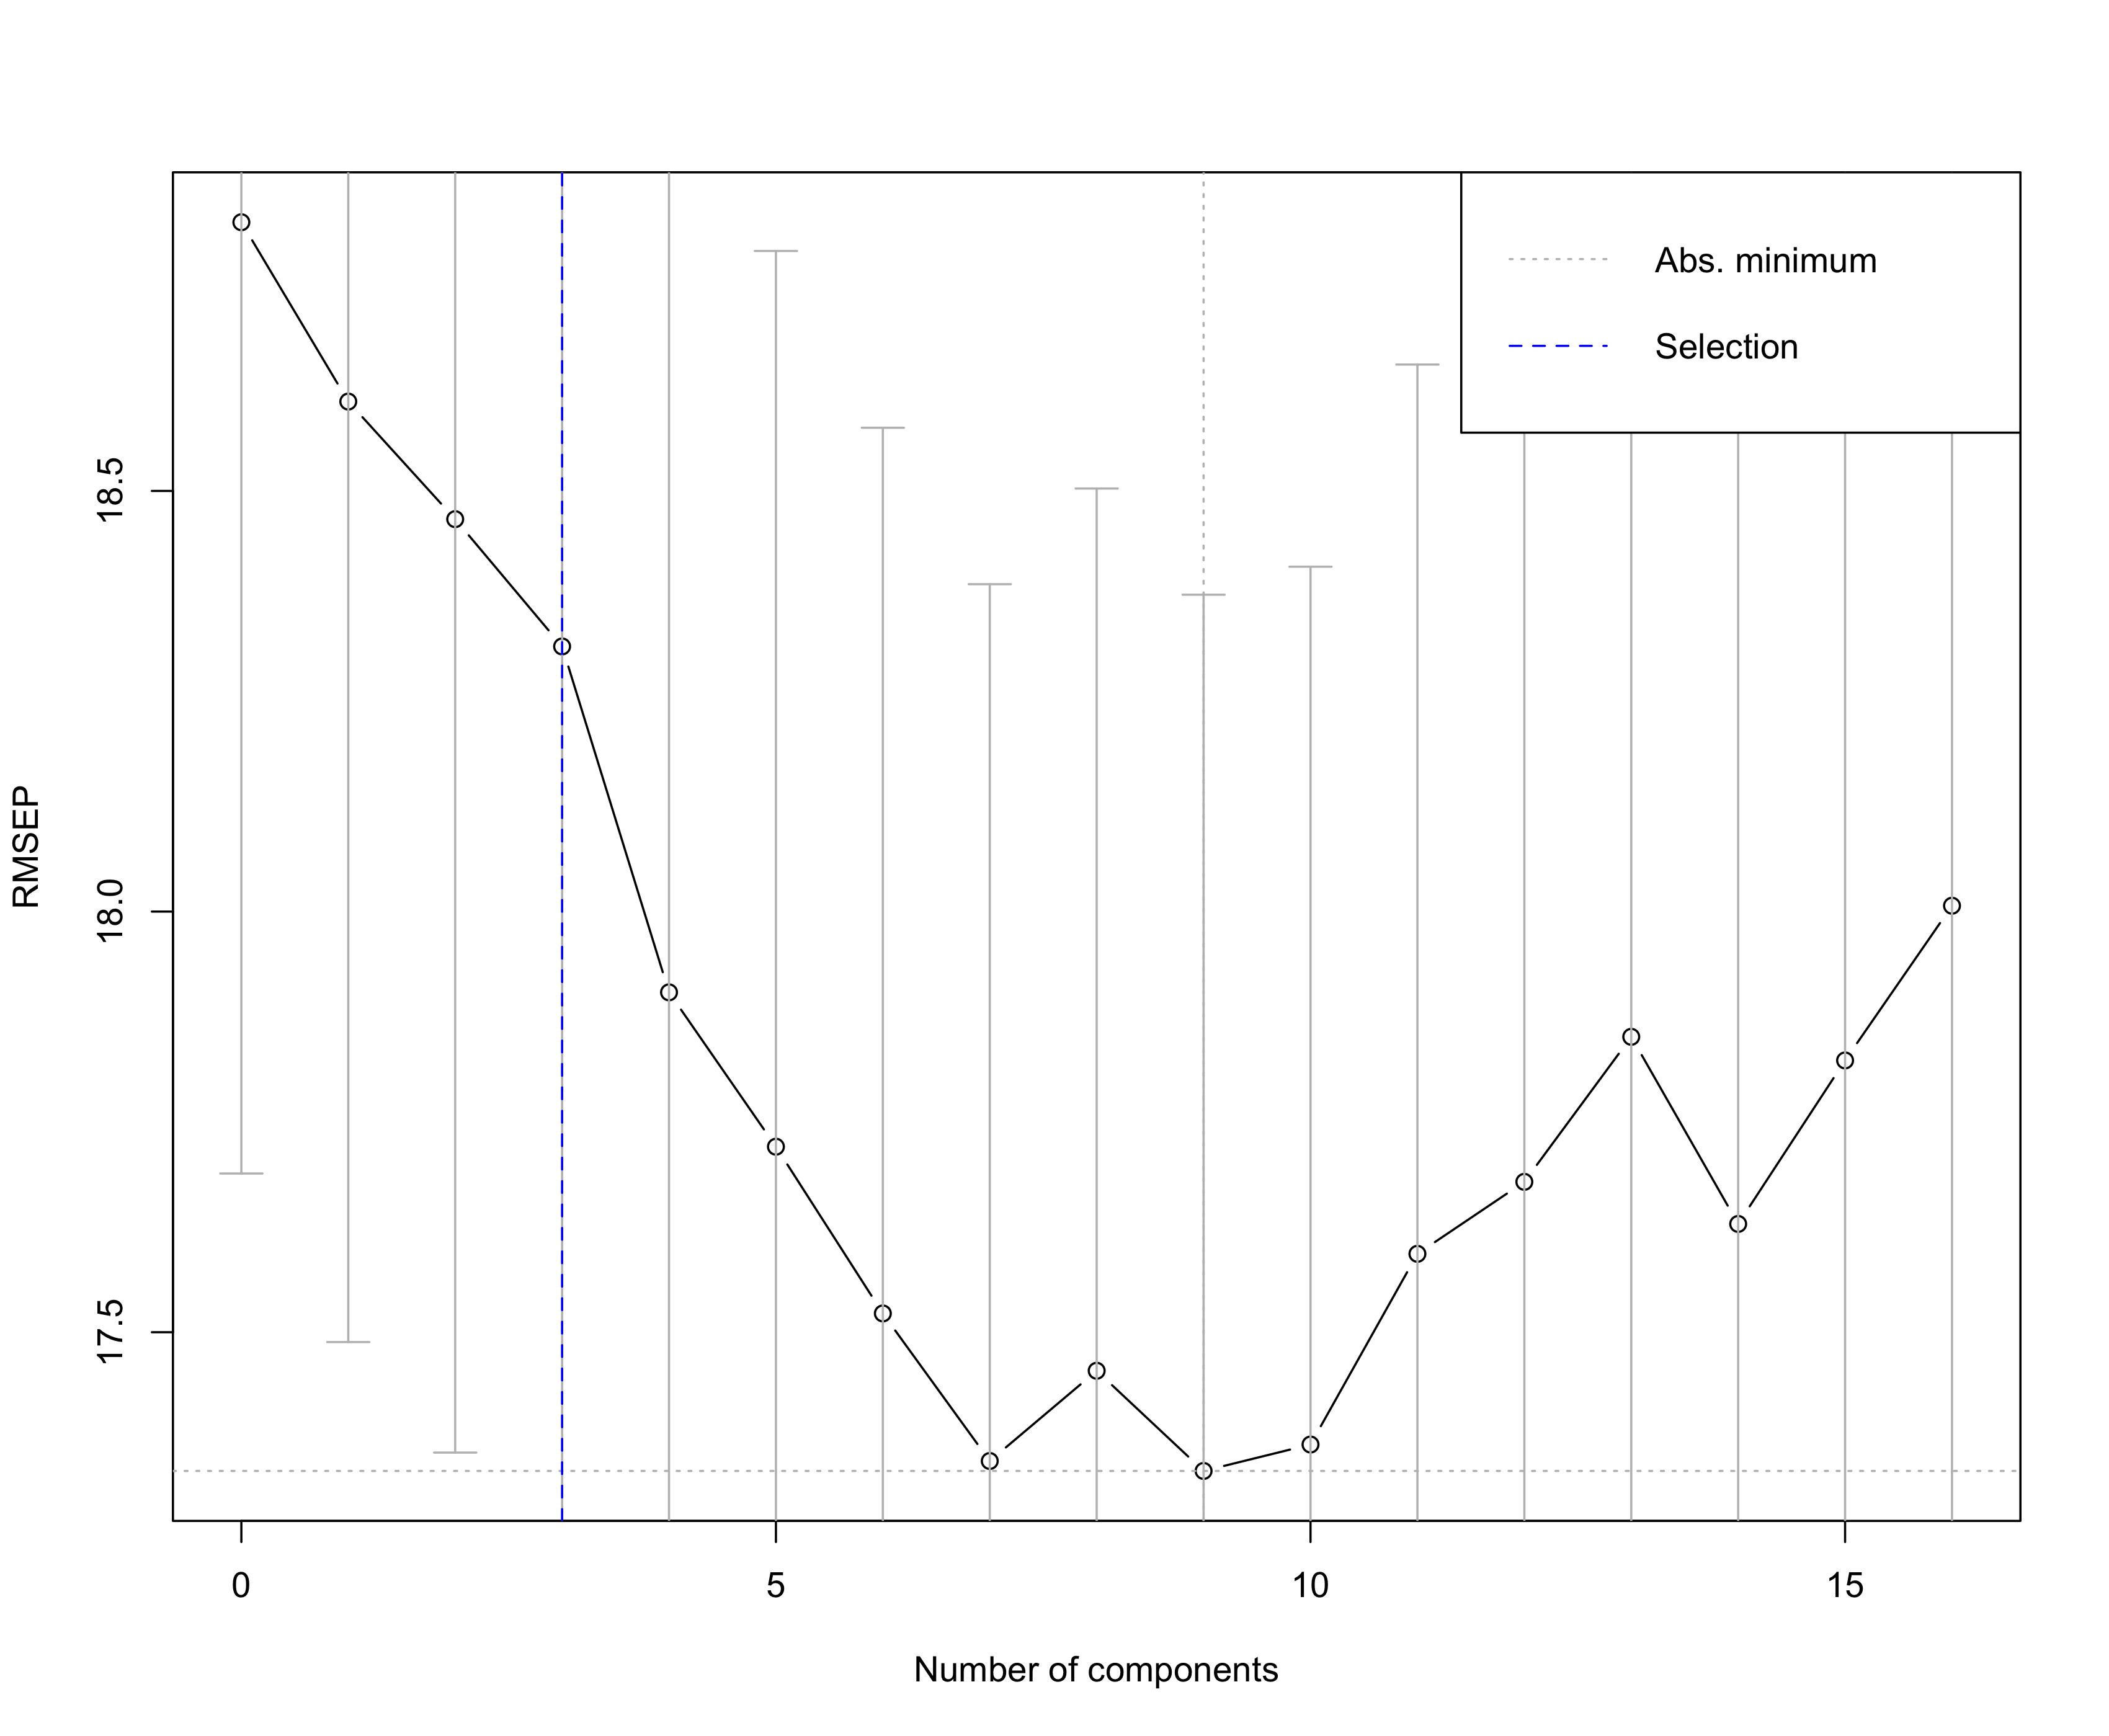 Abs. minimum
Selection
RMSEP
18.5
18.0
17.5
0 5 10 15
Number of components